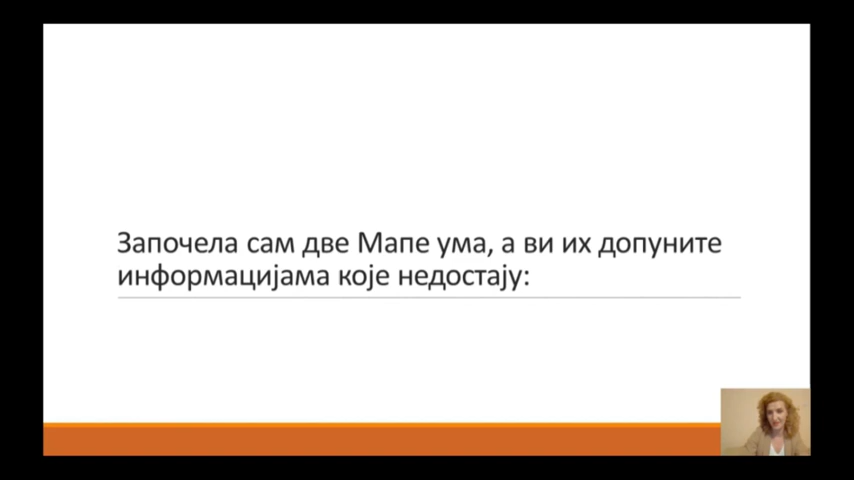 Започела сам две Мапе ума, а ви их допуните
информацијама које недостају: